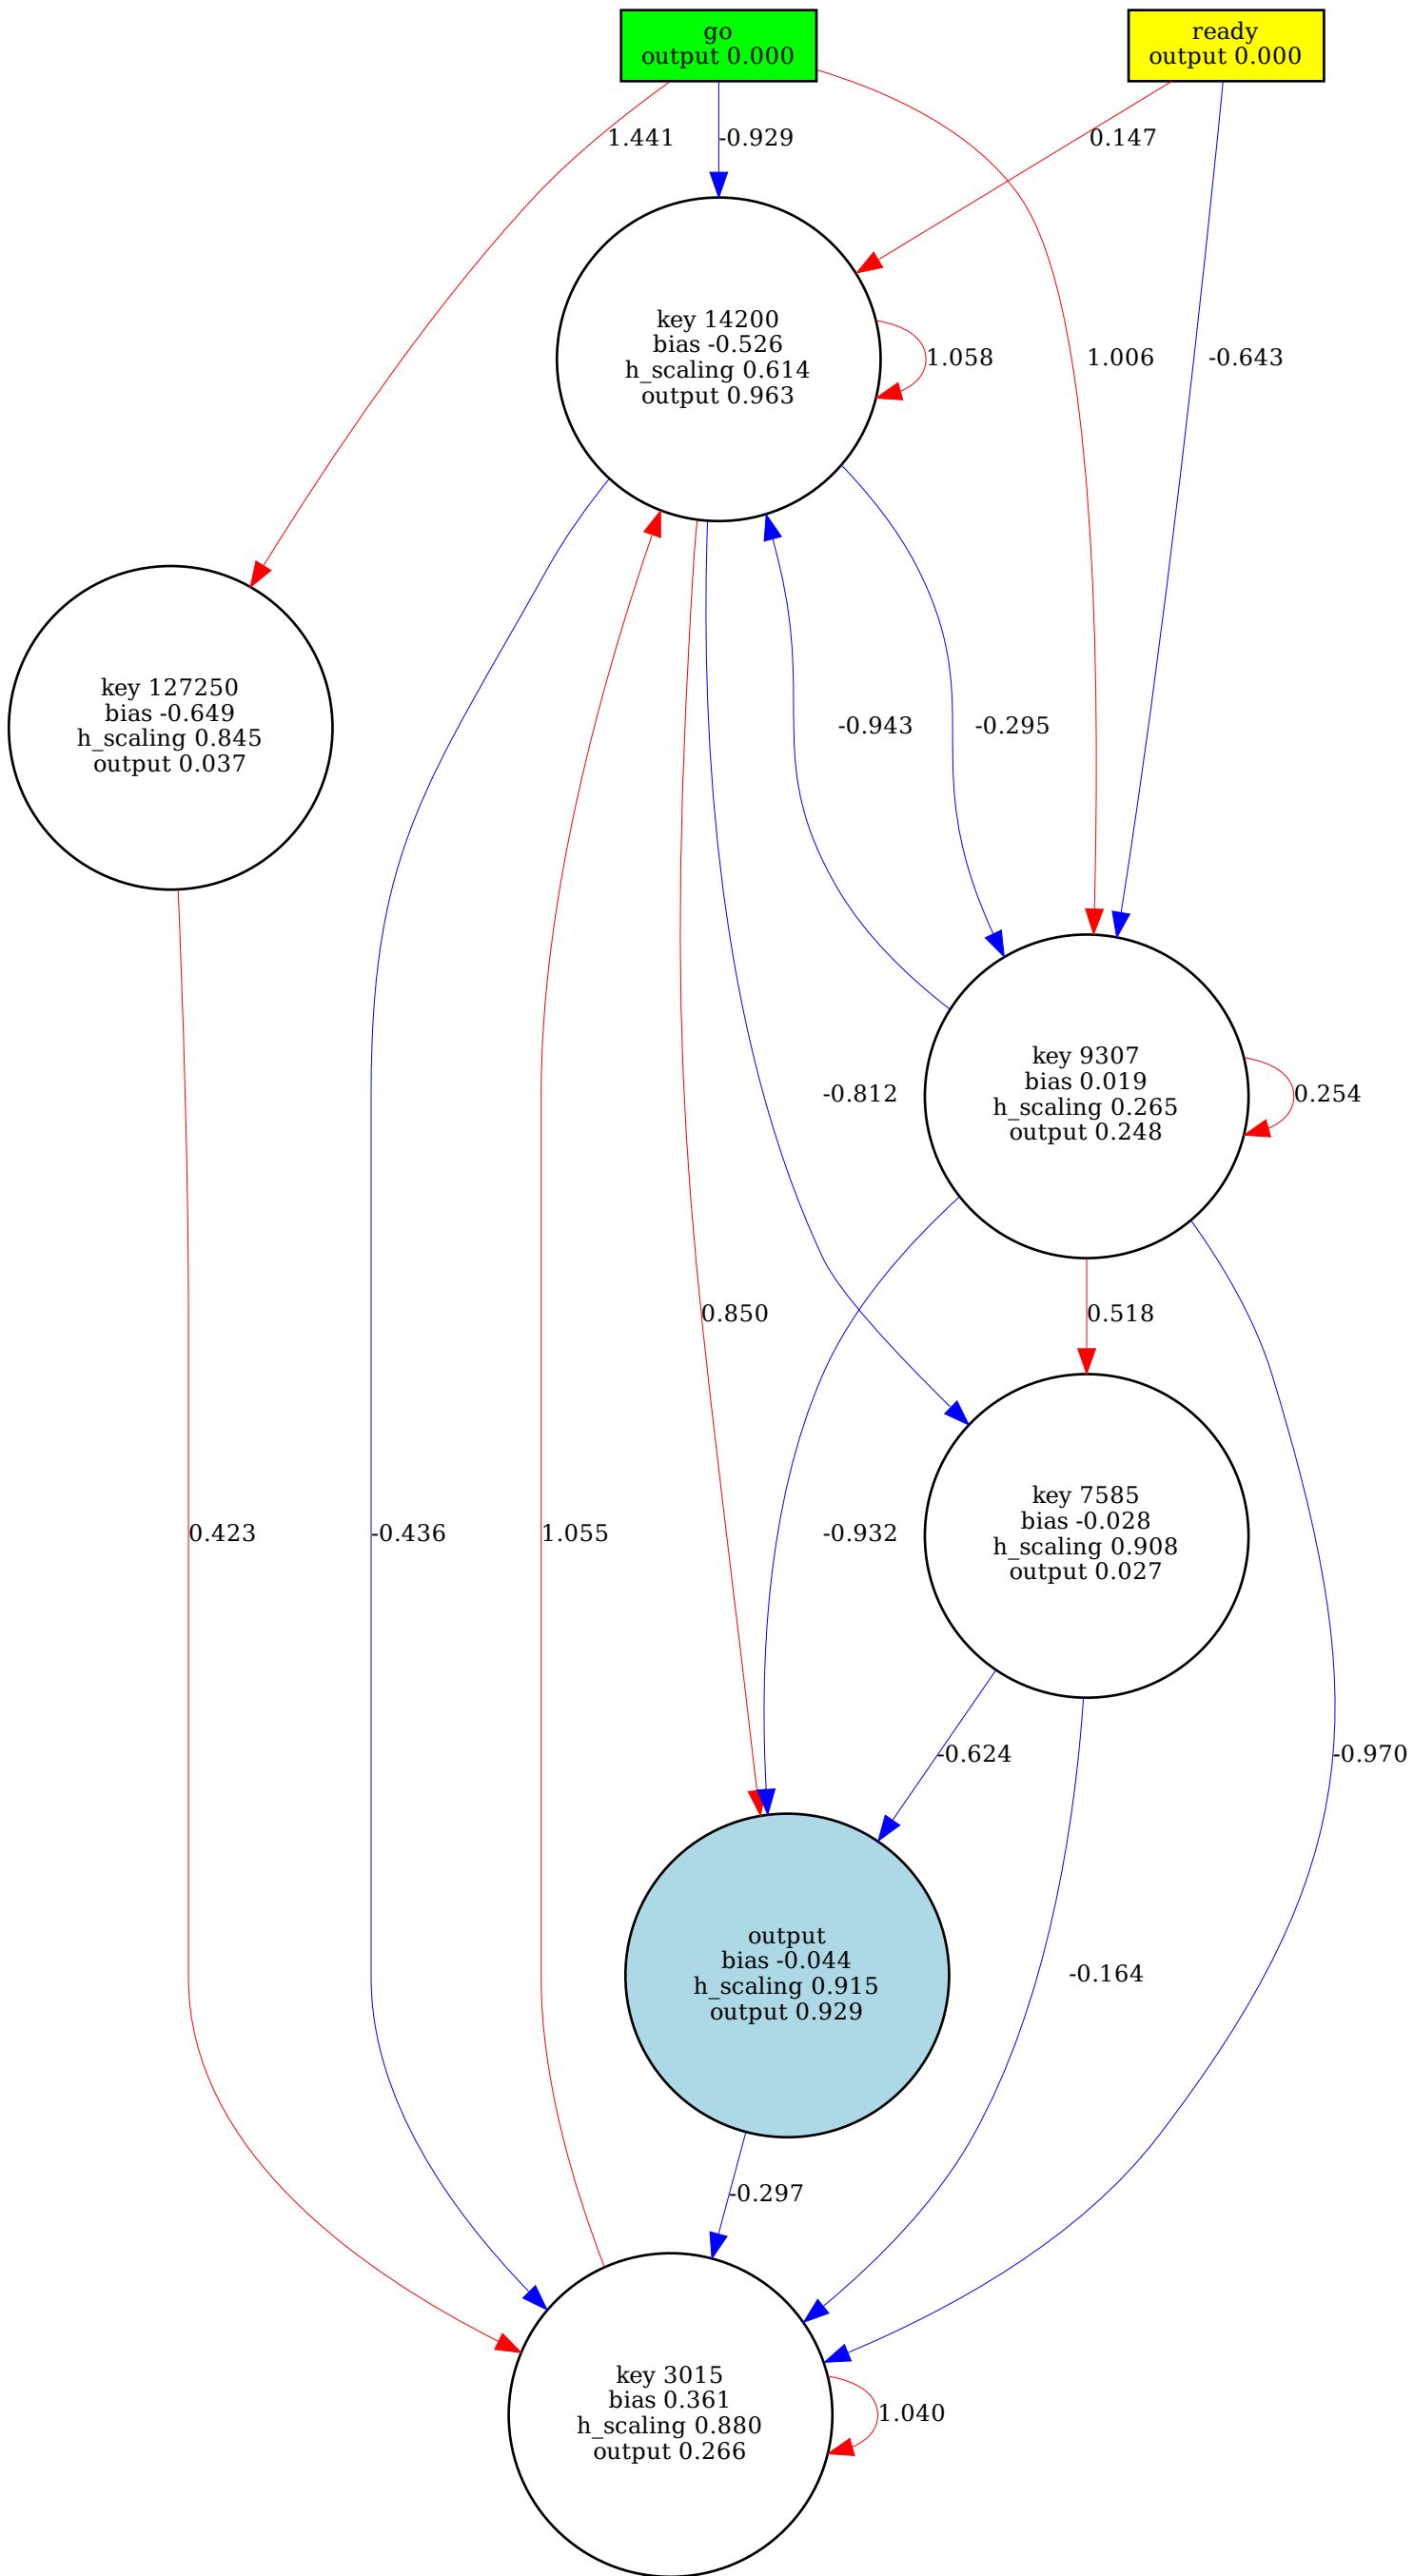 go
output 0.000
ready
output 0.000
1.441
-0.929
0.147
key 14200
bias -0.526
h_scaling 0.614
output 0.963
1.058
1.006
-0.643
key 127250
bias -0.649
h_scaling 0.845
output 0.037
-0.943
-0.295
key 9307
bias 0.019
h_scaling 0.265
output 0.248
-0.812
0.254
0.850
0.518
key 7585
bias -0.028
h_scaling 0.908
output 0.027
0.423
-0.436
1.055
-0.932
-0.624
-0.970
output
bias -0.044
h_scaling 0.915
output 0.929
-0.164
-0.297
key 3015
bias 0.361
h_scaling 0.880
output 0.266
1.040